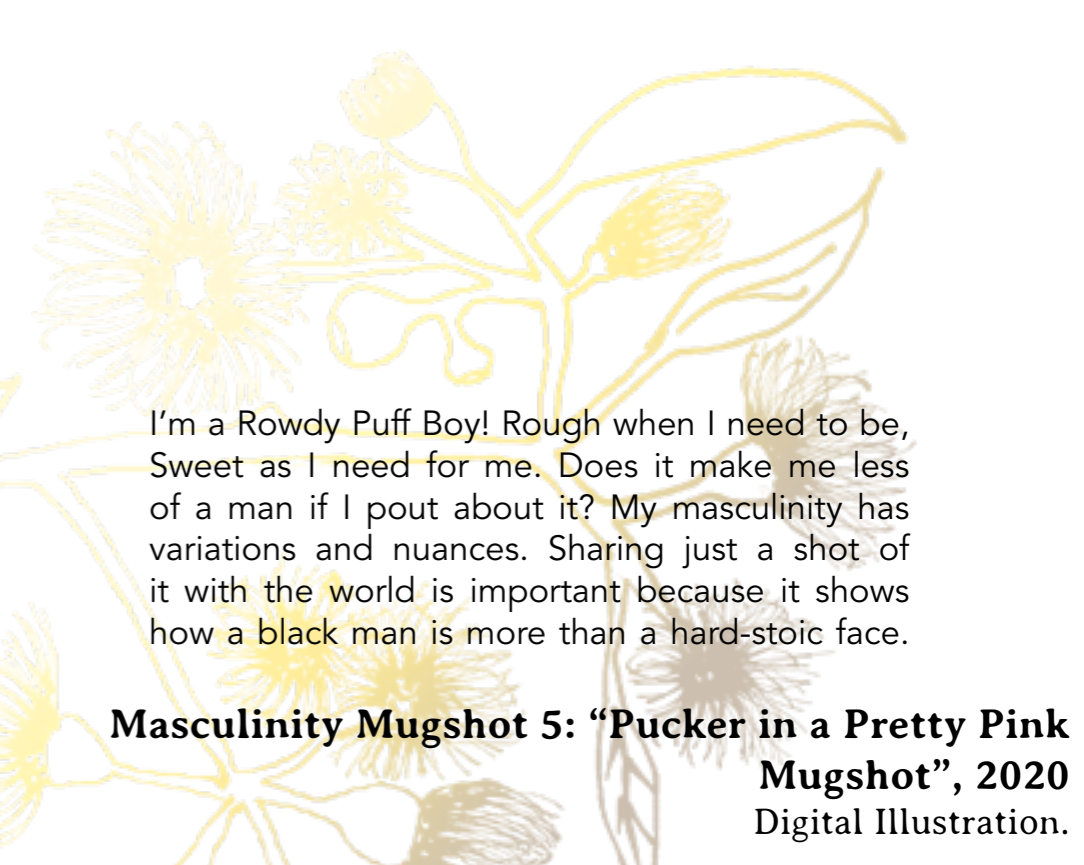 I’m a Rowdy Puff Boy! Rough when I need to be,
Sweet as I need for me. Does it make me less
of a man if I pout about it? My masculinity has
variations and nuances. Sharing just a shot of
it with the world is important because it shows
how a black man is more than a hard-stoic face.
Masculinity Mugshot 5: “Pucker in a Pretty Pink
Mugshot”, 2020
Digital Illustration.